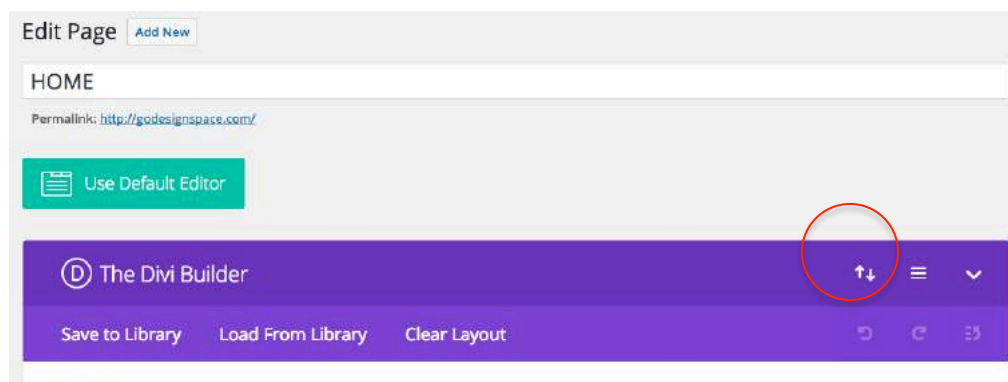 Edit Page Add New
HOME
Permalink: http://godesignspace.com/
Use Default Editor
D The Divi Builder
Save to Library Load From Library Clear Layout